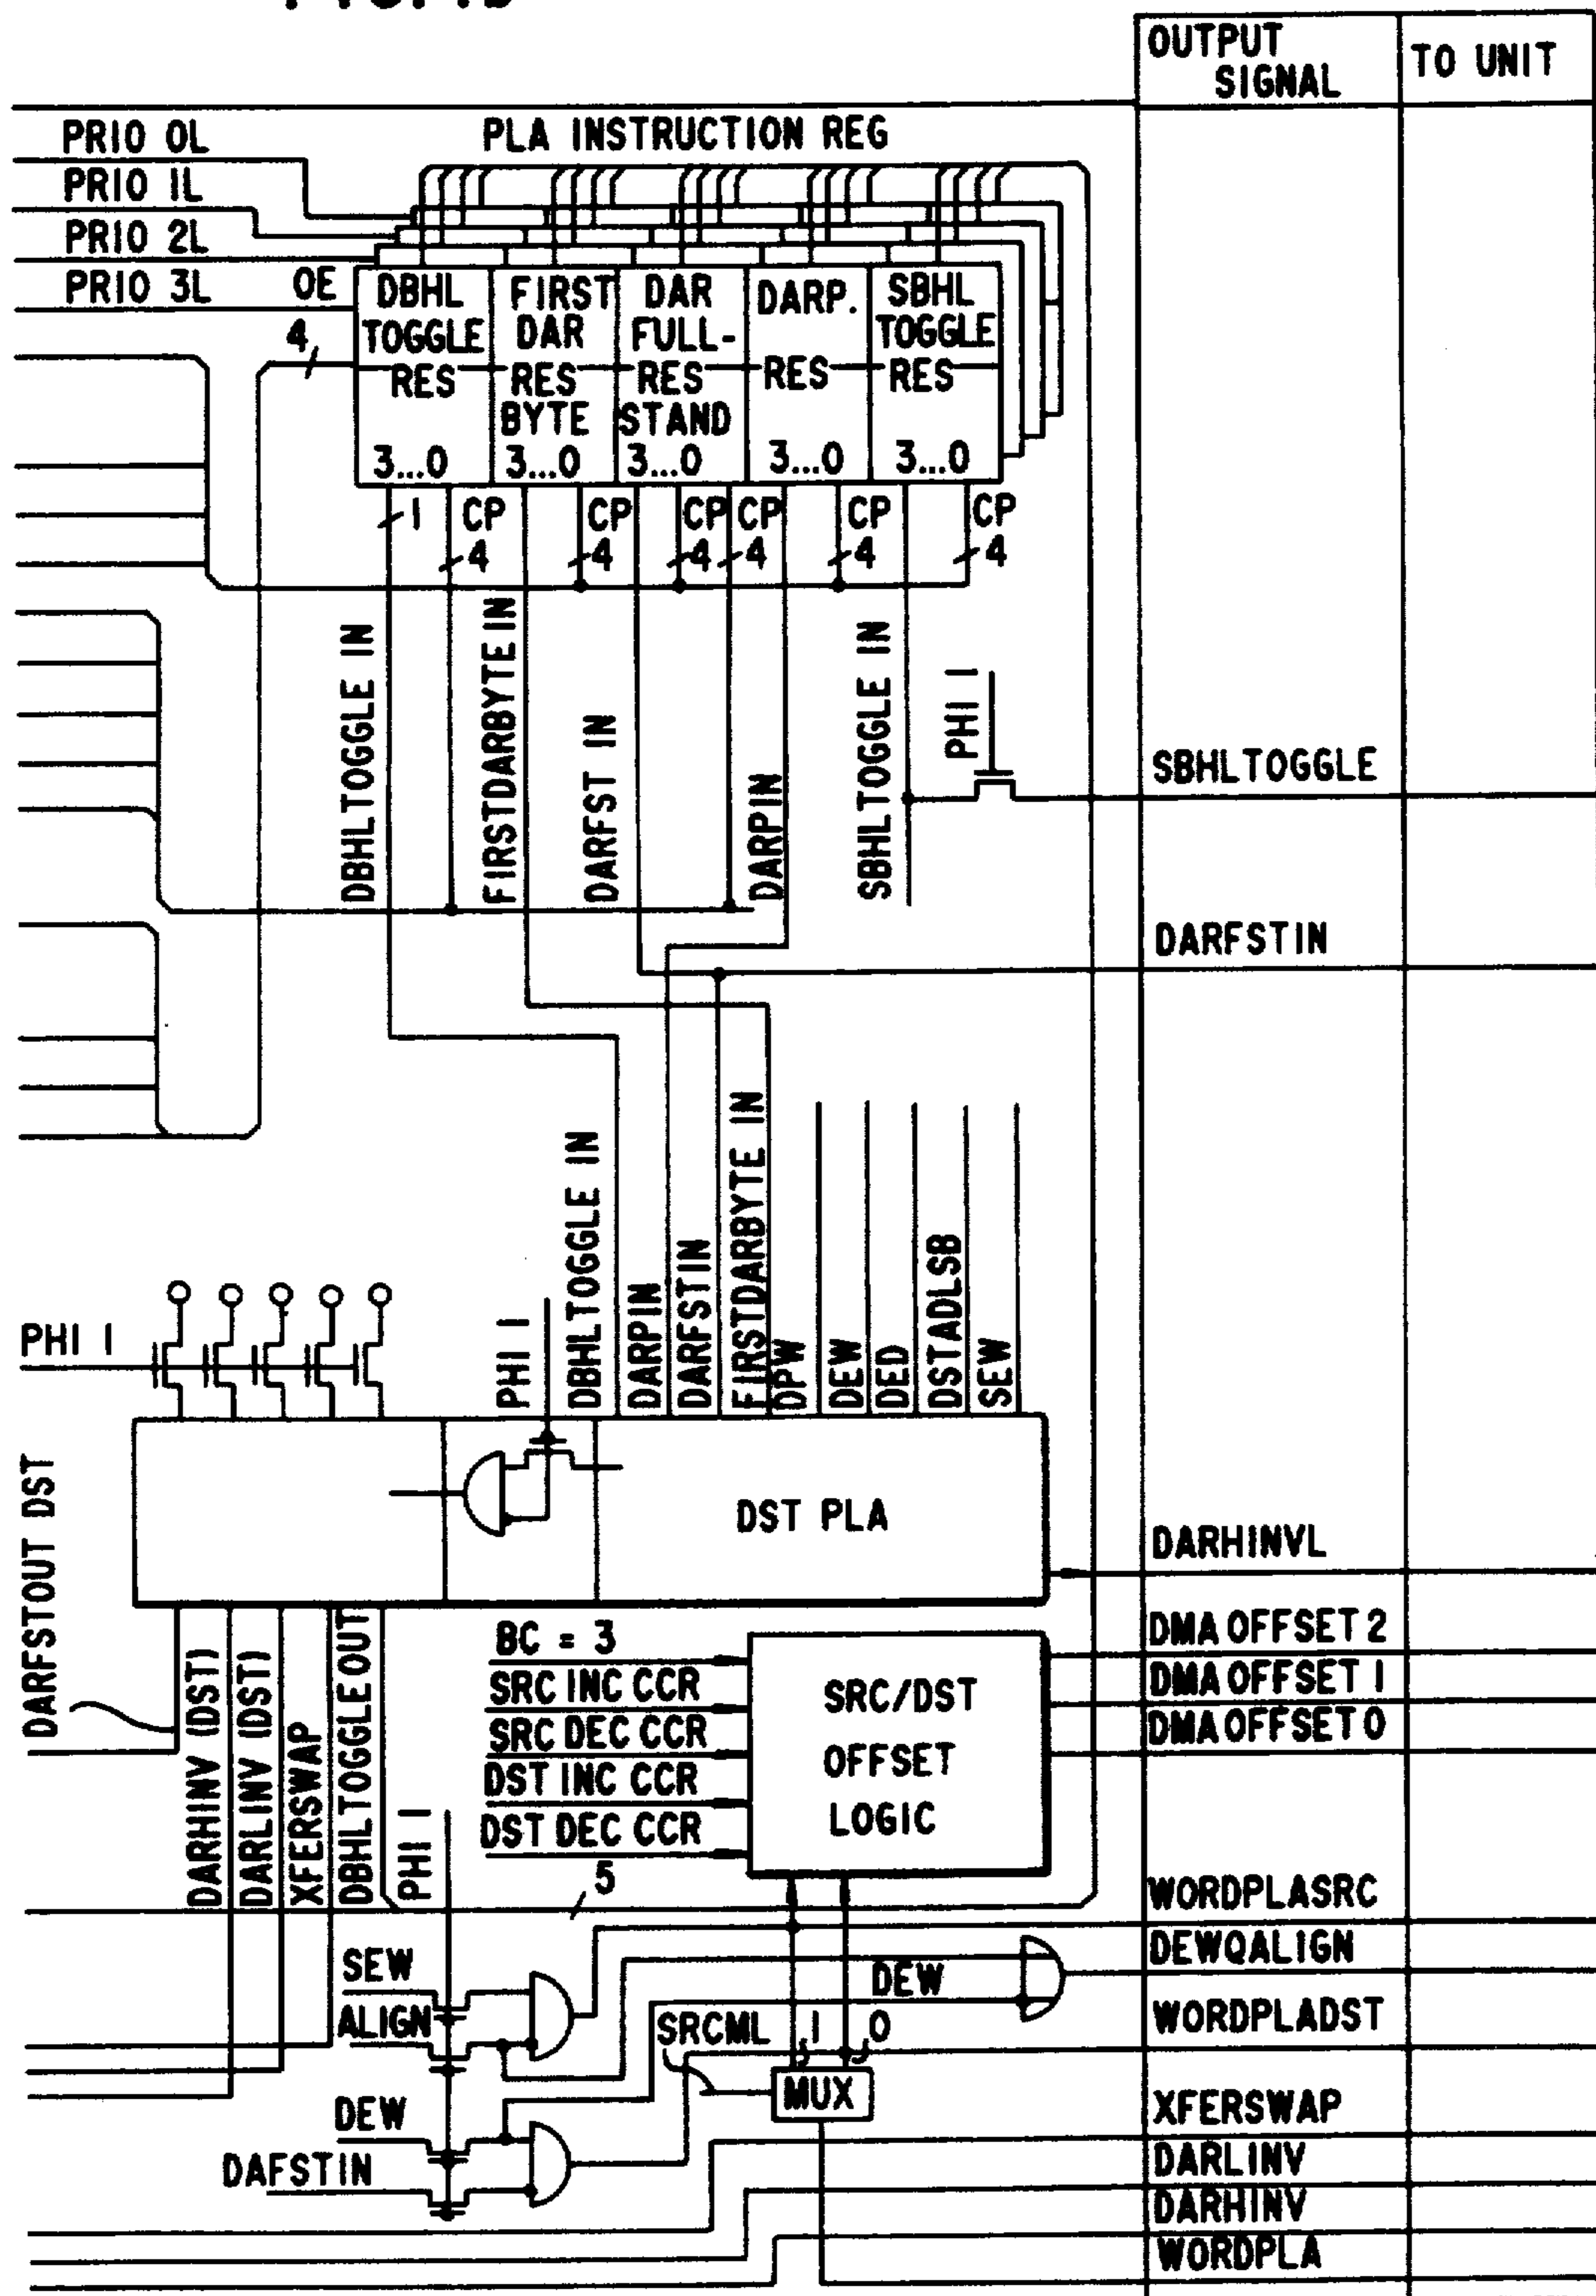 OUTPUT SIGNAL
TO UNIT
PRIO 0L
PLA INSTRUCTION REG
PRIO 1L
PRIO 2L
PRIO 3L
OE
4
DBHL TOGGLE RES 3...0
FIRST DAR RES BYTE 3...0
DAR FULL- RES STAND 3...0
DARP. RES 3...0
SBHL TOGGLE RES 3...0
1
CP
4
CP
4
CP
4
CP
4
CP
4
CP
4
DBHLTOGGLE IN
FIRSTDARBYTE IN
DARFST IN
DARPIN
SBHLTOGGLE IN
PHI 1
SBHLTOGGLE
DARFSTIN
PHI 1
PHI 1
DBHLTOGGLE IN
DARPIN
DARFSTIN
FIRSTDARBYTE IN
DPW
DEW
DED
DSTADLSB
SEW
DST PLA
DARFSTOUT DST
DARHINVL
DARHINV (DST)
DARLINV (DST)
XFERSWAP
DBHLTOGGLE OUT
PHI 1
BC = 3
SRC INC CCR
SRC DEC CCR
DST INC CCR
DST DEC CCR
5
SRC/DST
OFFSET
LOGIC
DMA OFFSET 2
DMA OFFSET 1
DMA OFFSET 0
WORDPLASRC
SEW
DEWQALIGN
DEW
ALIGN
SRCML
1
0
WORDPLADST
MUX
DEW
XFERSWAP
DAFSTIN
DARLINV
DARHINV
WORDPLA